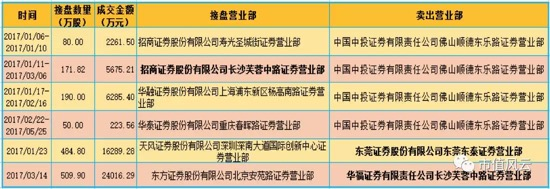 时间 接盘数量（万股） 成交金额（万元） 接盘营业部 卖出营业部
2017/01/06-2017/01/10 80.00 2261.50 招商证券股份有限公司寿光圣城街证券营业部 中国中投证券有限责任公司佛山顺德东乐路证券营业部
2017/01/11-2017/03/06 171.82 5675.21 招商证券股份有限公司长沙芙蓉中路证券营业部 中国中投证券有限责任公司佛山顺德东乐路证券营业部
2017/01/17-2017/02/16 190.00 6285.40 华融证券股份有限公司上海浦东新区杨高南路证券营业部 中国中投证券有限责任公司佛山顺德东乐路证券营业部
2017/02/22-2017/05/25 50.00 223.56 华泰证券股份有限公司重庆春晖路证券营业部 中国中投证券有限责任公司佛山顺德东乐路证券营业部
2017/01/23 484.80 16289.28 天风证券股份有限公司深圳深南大道国际创新中心证券营业部 东莞证券股份有限公司东莞东泰证券营业部
2017/03/14 509.90 24016.29 东方证券股份有限公司北京安苑路证券营业部 华福证券有限责任公司长沙芙蓉中路证券营业部
市值风云